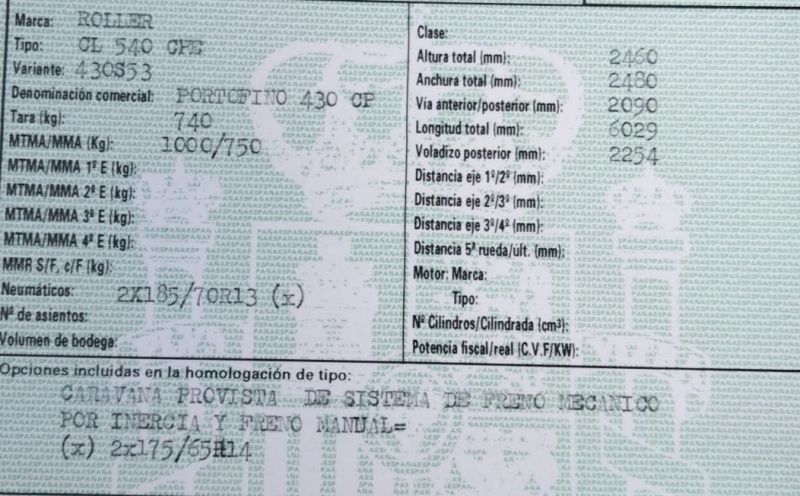 Marca: ROLLER
Tipo: CL 540 CPE
Variante: 430S53
Denominación comercial: PORTOFINO 430 CP
Tara (kg): 740
MTMA/MMA (Kg): 1000/750
MTMA/MMA 1º E (kg):
MTMA/MMA 2º E (kg):
MTMA/MMA 3º E (kg):
MTMA/MMA 4º E (kg):
MMR S/F, c/F (kg):
Neumáticos: 2X185/70R13 (x)
Nº de asientos:
Volumen de bodega:
Clase:
Altura total (mm): 2460
Anchura total (mm): 2480
Via anterior/posterior (mm): 2090
Longitud total (mm): 6029
Voladizo posterior (mm): 2254
Distancia eje 1º/2º (mm):
Distancia eje 2º/3º (mm):
Distancia eje 3º/4º (mm):
Distancia 5ª rueda/últ. (mm):
Motor: Marca:
Tipo:
Nº Cilindros/Cilindrada (cm³):
Potencia fiscal/real (C.V.F/KW):
Opciones incluidas en la homologación de tipo:
CARAVANA PROVISTA DE SISTEMA DE FRENO MECANICO
POR INERCIA Y FRENO MANUAL=
(x) 2x175/65R14